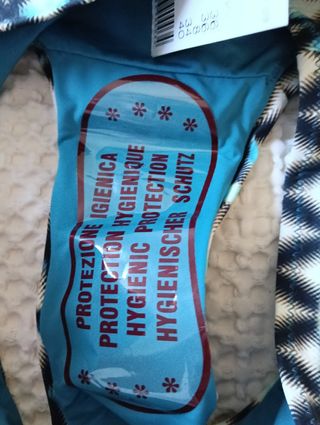 * * * *
PROTEZIONE IGIENICA
PROTECTION HYGIENIQUE
HYGIENIC PROTECTION
HYGIENISCHER SCHUTZ
* * * *